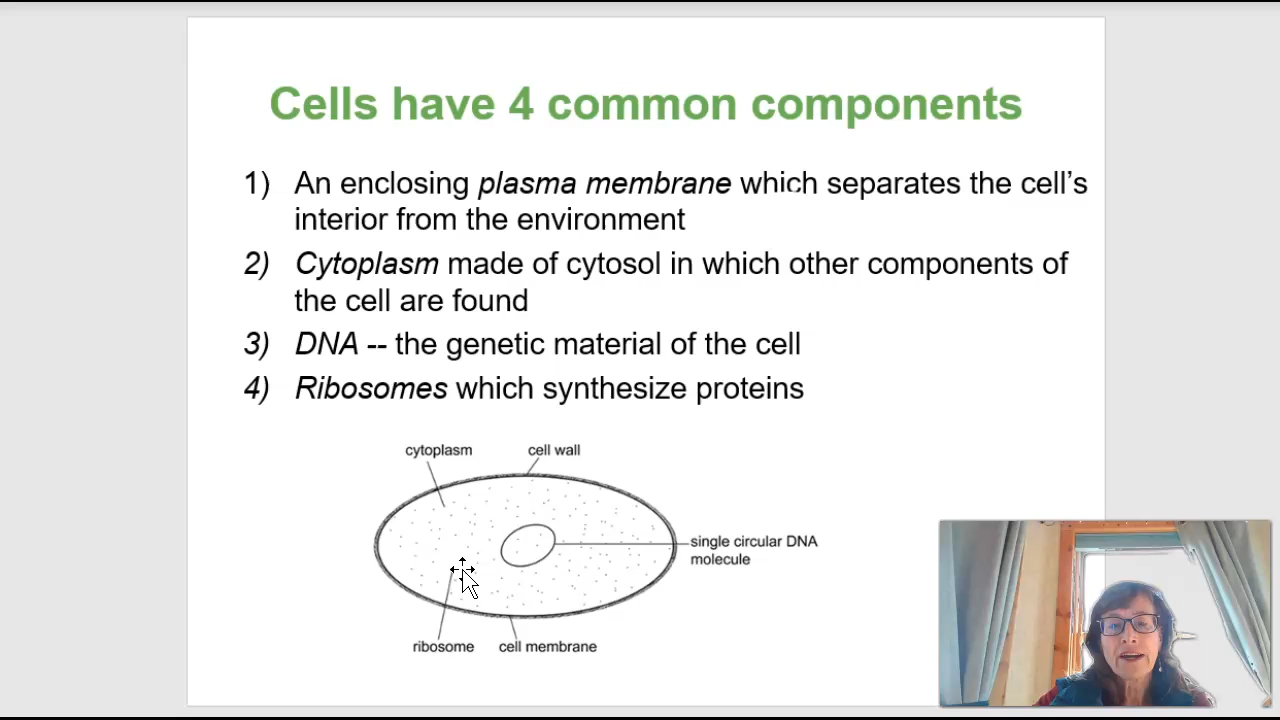 Cells have 4 common components
1) An enclosing plasma membrane which separates the cell's
interior from the environment
2) Cytoplasm made of cytosol in which other components of
the cell are found
3) DNA -- the genetic material of the cell
4) Ribosomes which synthesize proteins
cytoplasm
cell wall
single circular DNA
molecule
ribosome
cell membrane